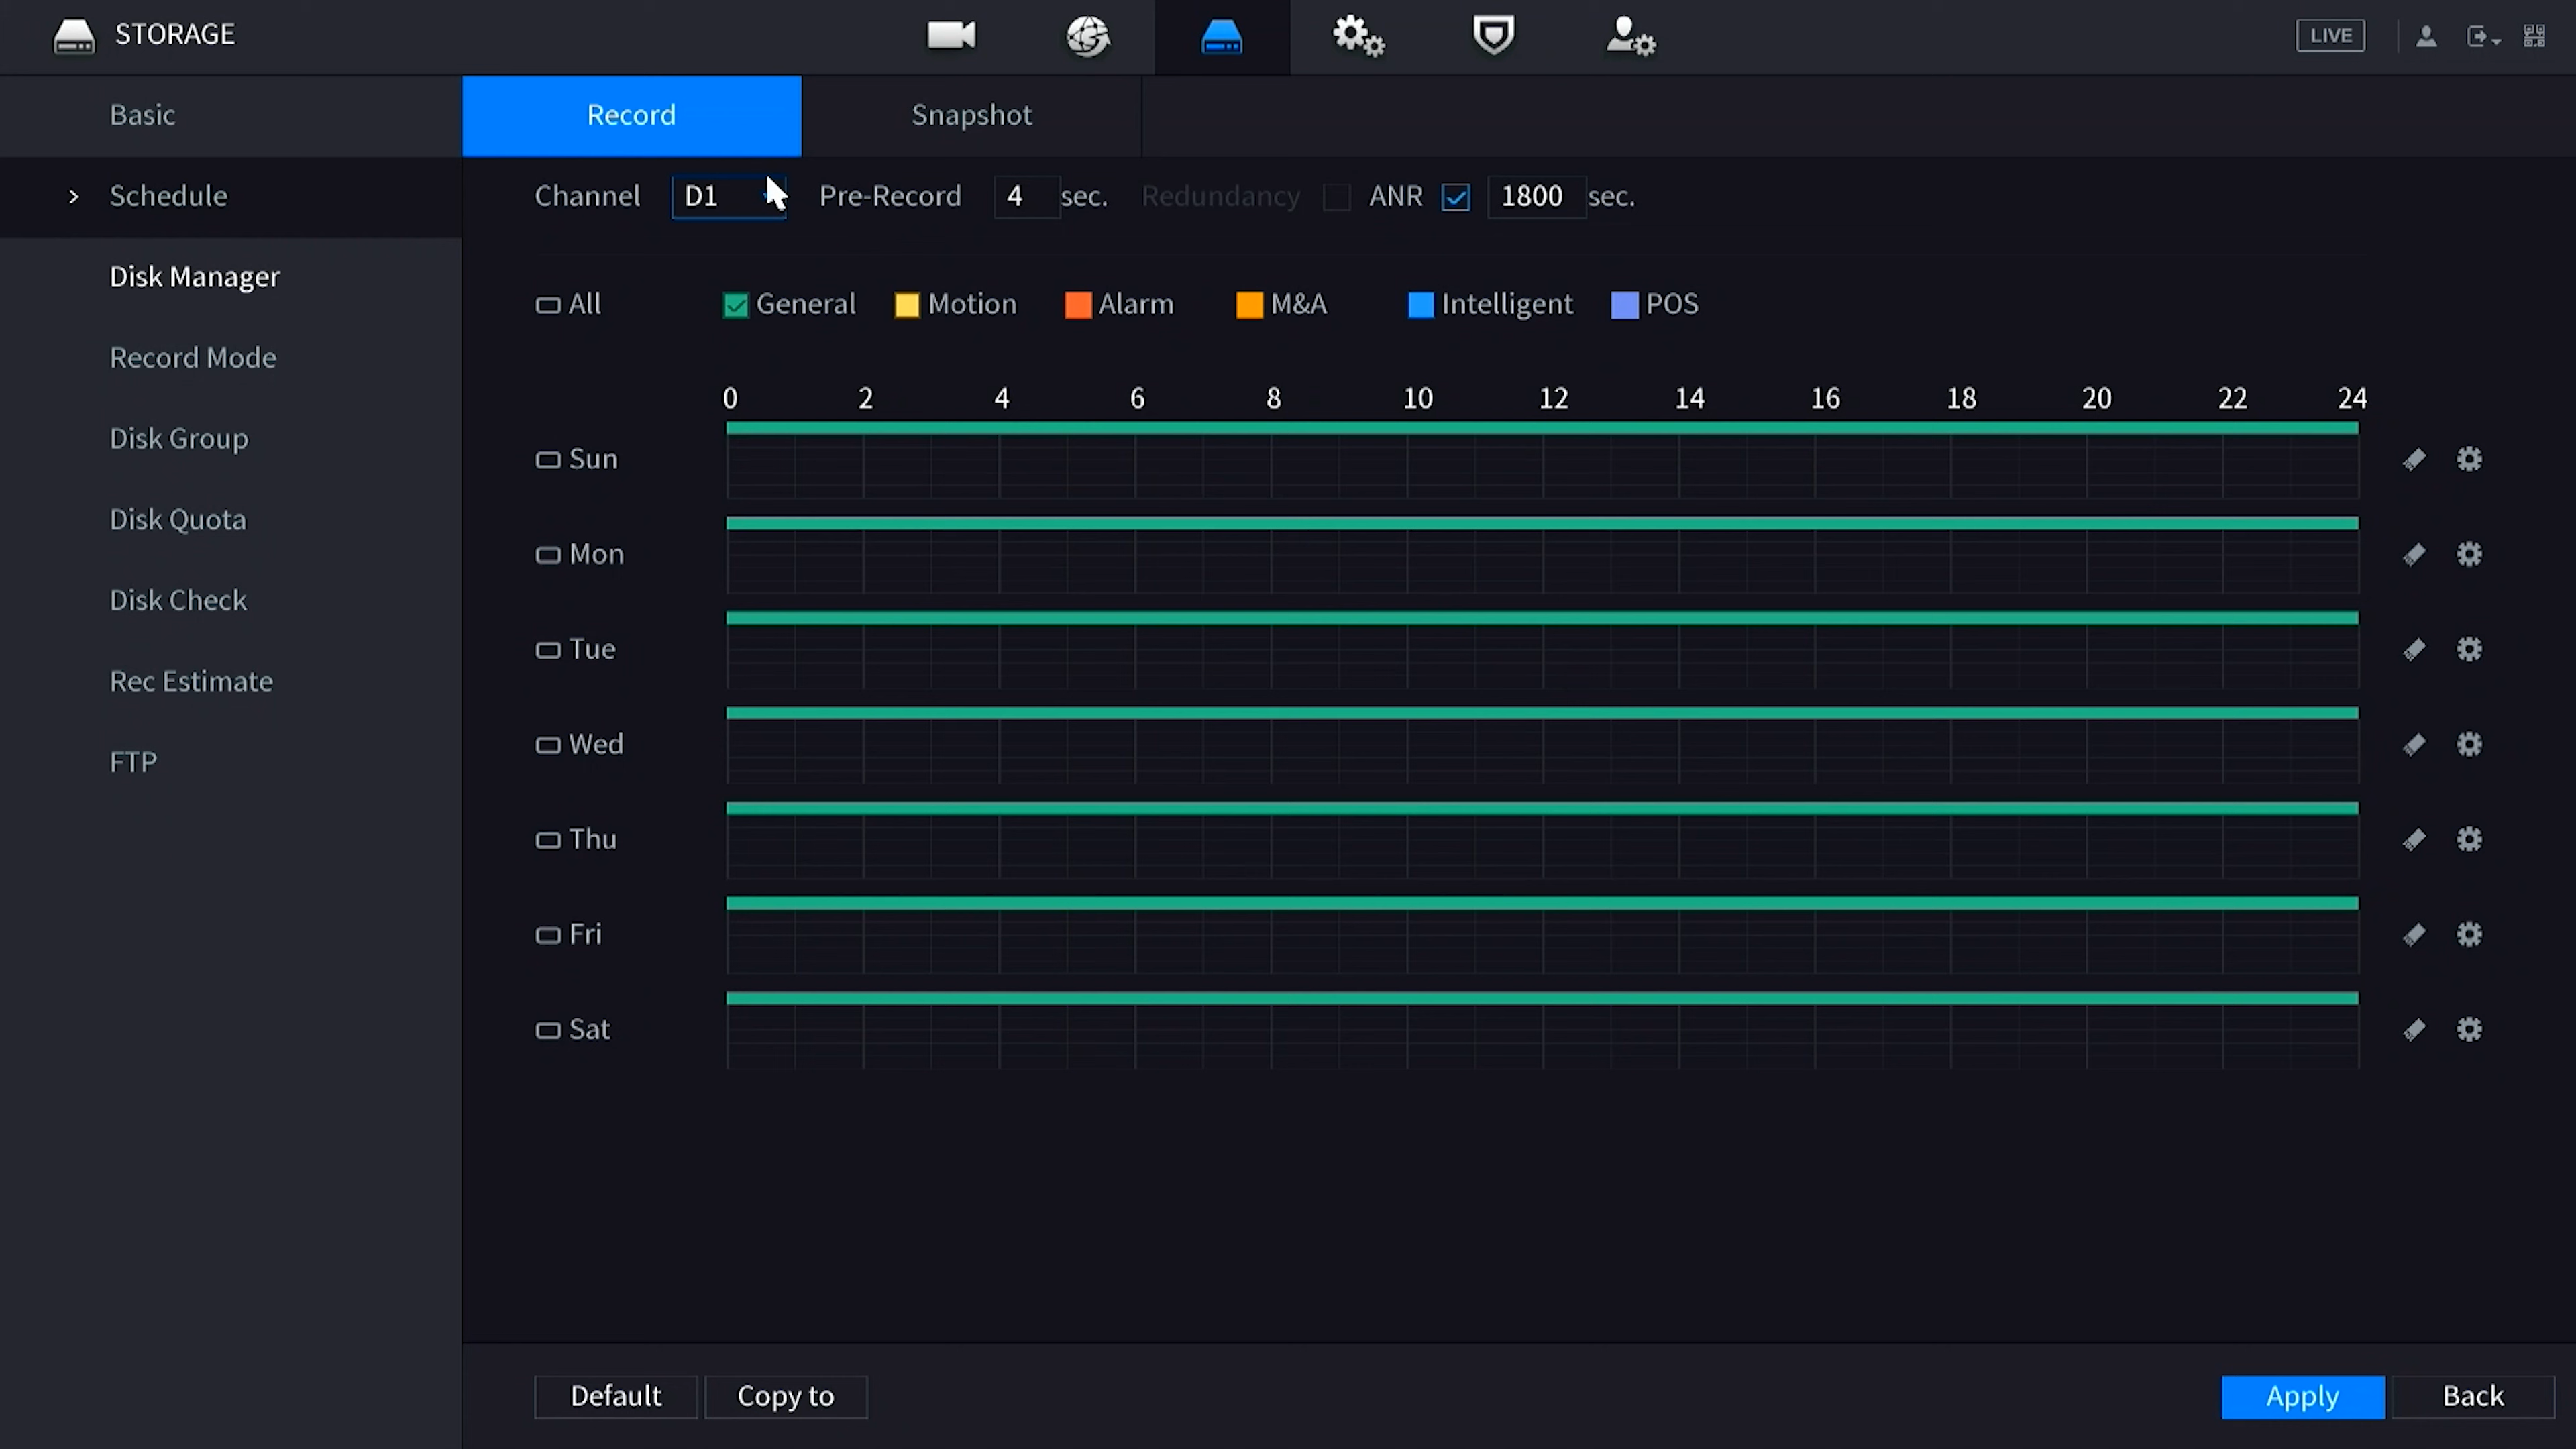 STORAGE
LIVE
Basic
Record
Snapshot
Schedule
Channel D1 Pre-Record 4 sec. Redundancy ANR 1800 sec.
Disk Manager
All General Motion Alarm M&A Intelligent POS
Record Mode
0 2 4 6 8 10 12 14 16 18 20 22 24
Disk Group
Sun
Disk Quota
Mon
Disk Check
Tue
Rec Estimate
Wed
FTP
Thu
Fri
Sat
Default Copy to Apply Back